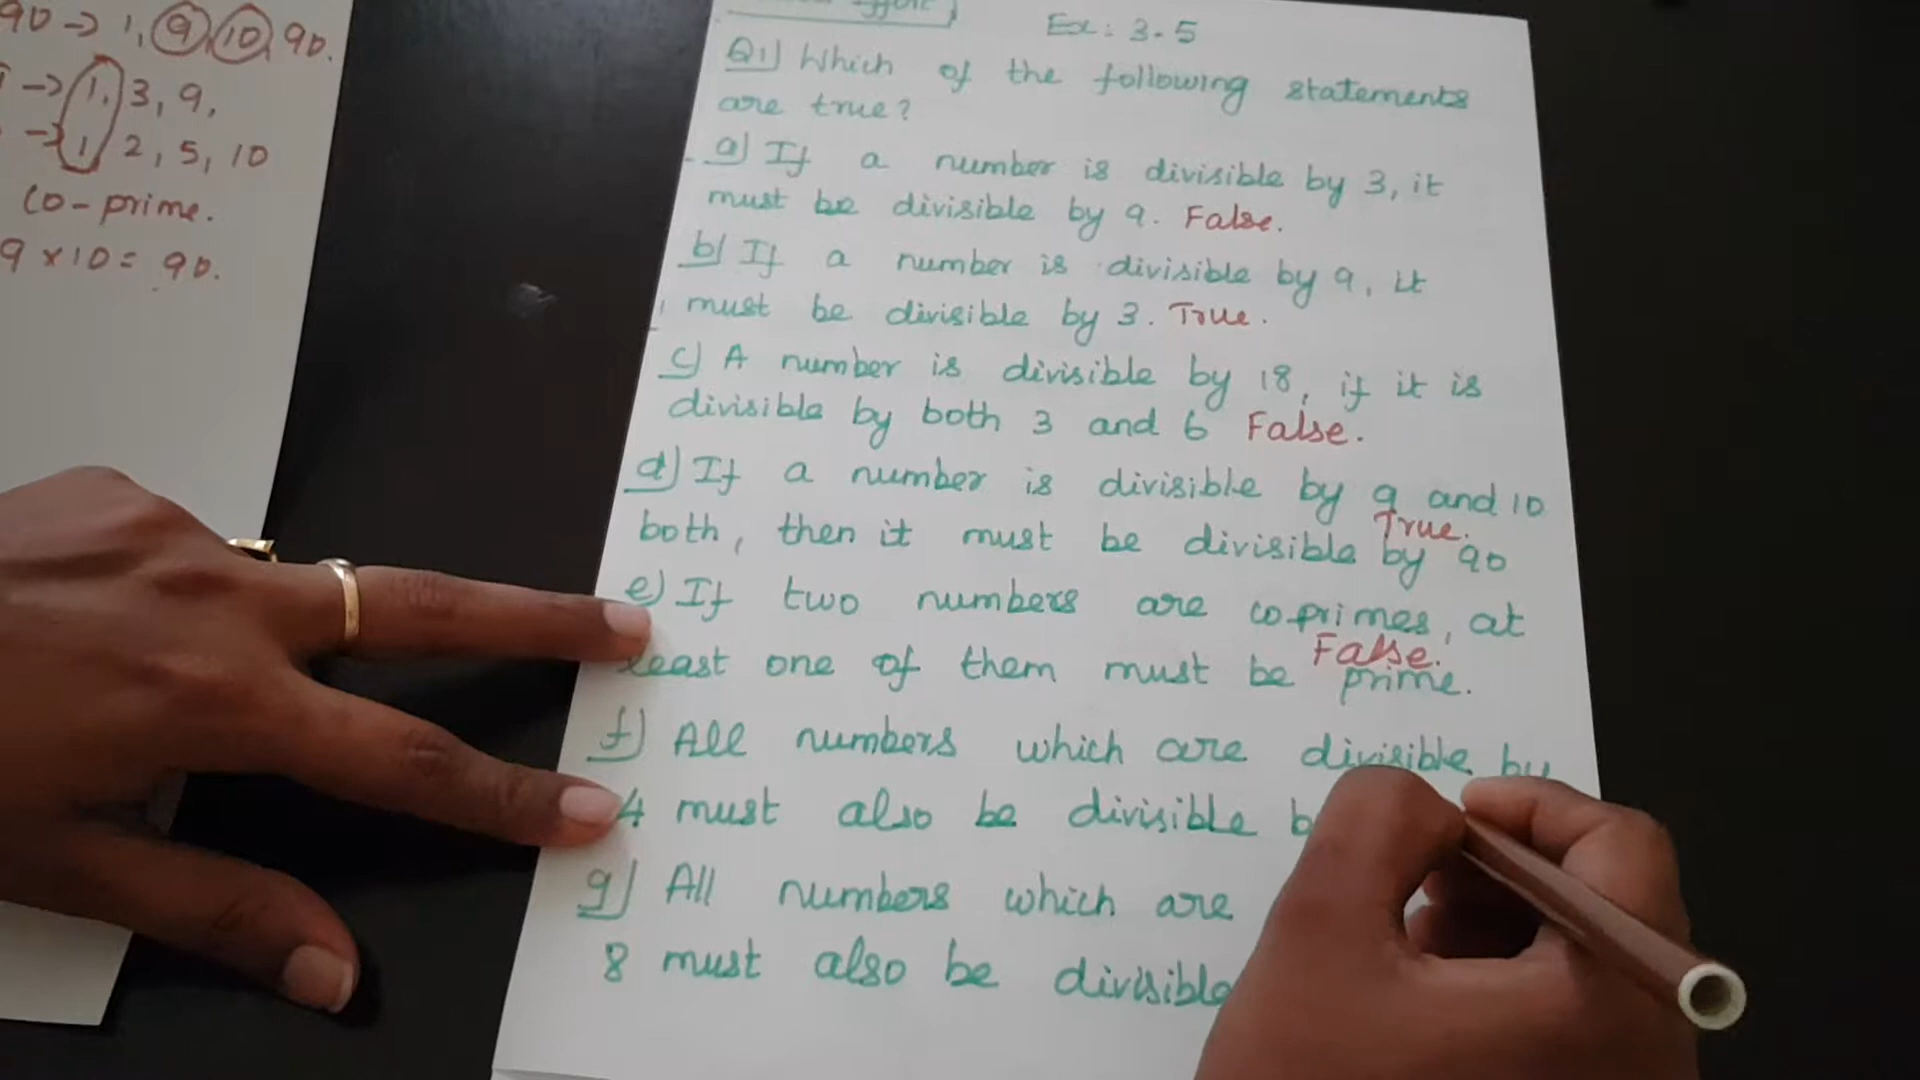 90 → 1, 9, 10, 90.
→ 1, 3, 9,
→ 1, 2, 5, 10
co-prime.
9 × 10 = 90.
Ex: 3.5
Q1) Which of the following statements
are true?
a) If a number is divisible by 3, it
must be divisible by 9. False.
b) If a number is divisible by 9, it
must be divisible by 3. True.
c) A number is divisible by 18, if it is
divisible by both 3 and 6 False.
d) If a number is divisible by 9 and 10
both, then it must be divisible by 90 True.
e) If two numbers are coprimes, at
least one of them must be prime. False.
f) All numbers which are divisible by
4 must also be divisible
g) All numbers which are
8 must also be divisible